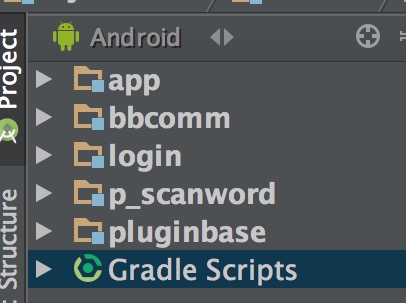 Project
Structure
Android
app
bbcomm
login
p_scanword
pluginbase
Gradle Scripts